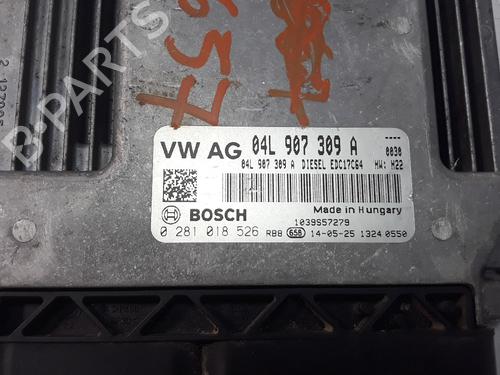 657
B-PARTS
VW AG 04L 907 309 A ----
04L 907 309 A DIESEL EDC17C64 0030
HW: H22
BOSCH
Made in Hungary
1039S57279
0 281 018 526 RBB 658 14-05-25 1324 0550